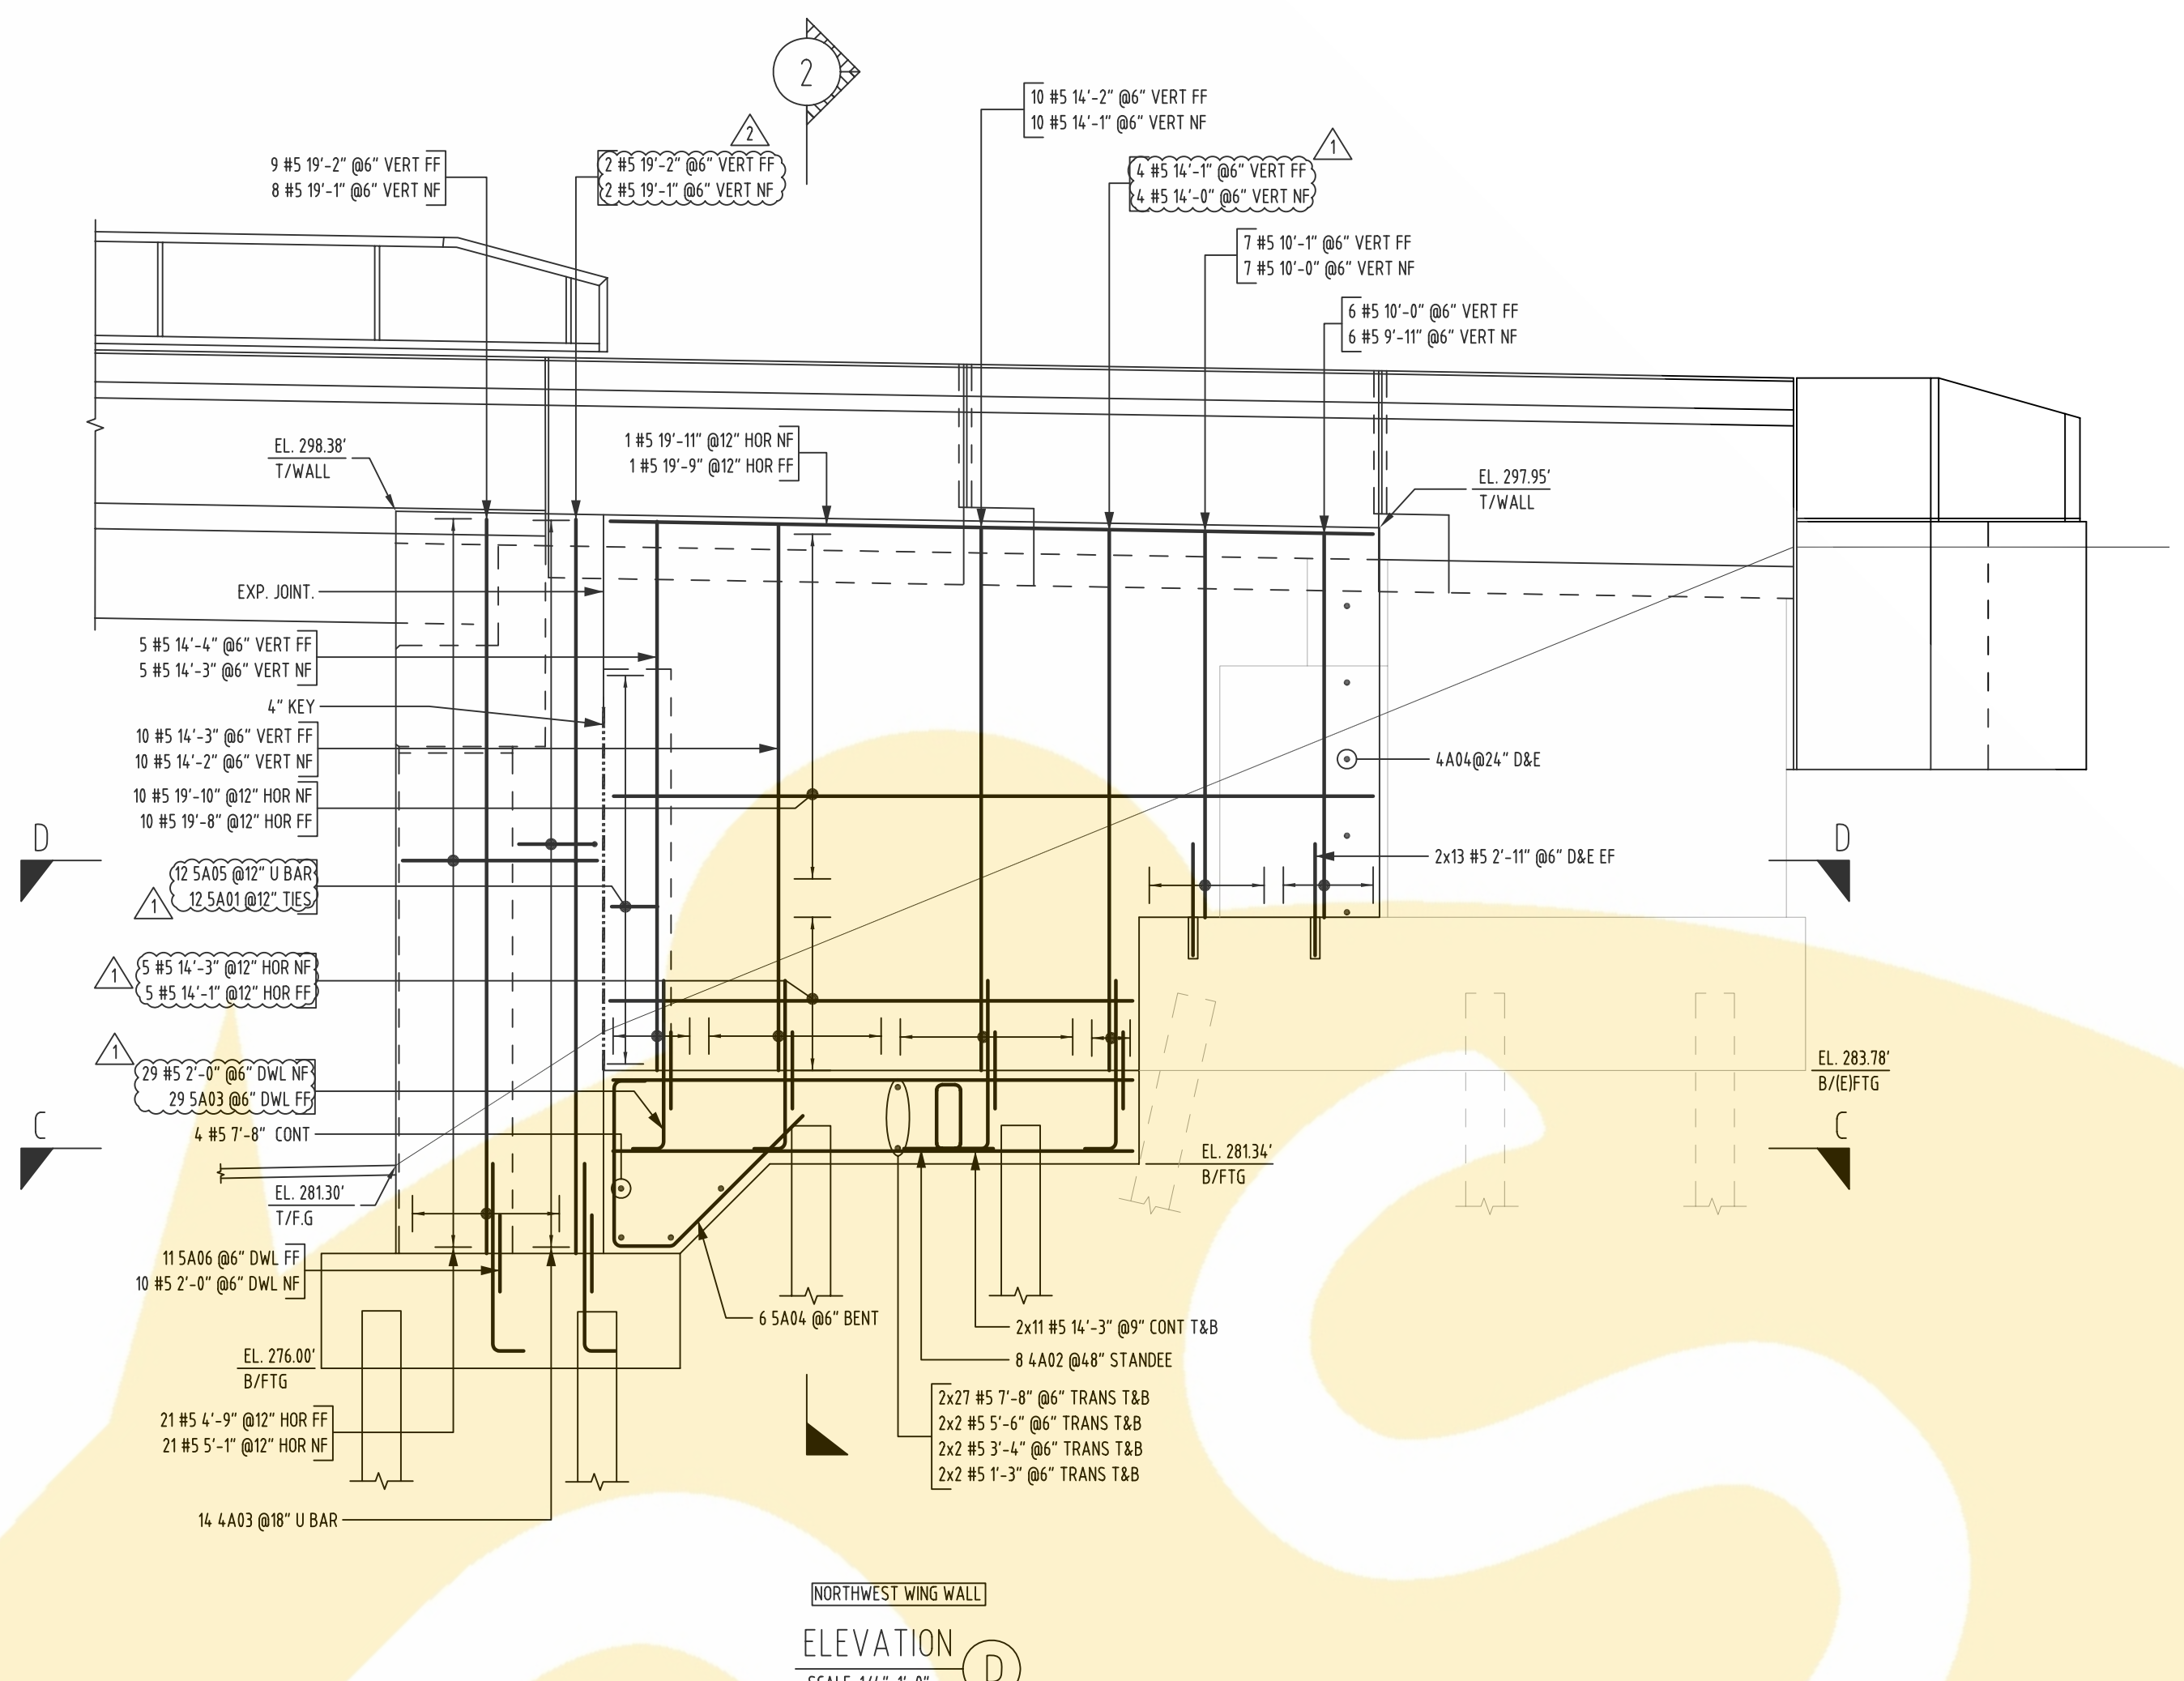 2
10 #5 14'-2" @6" VERT FF
10 #5 14'-1" @6" VERT NF
2
1
9 #5 19'-2" @6" VERT FF
8 #5 19'-1" @6" VERT NF
2 #5 19'-2" @6" VERT FF
2 #5 19'-1" @6" VERT NF
4 #5 14'-1" @6" VERT FF
4 #5 14'-0" @6" VERT NF
7 #5 10'-1" @6" VERT FF
7 #5 10'-0" @6" VERT NF
6 #5 10'-0" @6" VERT FF
6 #5 9'-11" @6" VERT NF
EL. 298.38'
T/WALL
1 #5 19'-11" @12" HOR NF
1 #5 19'-9" @12" HOR FF
EL. 297.95'
T/WALL
EXP. JOINT.
5 #5 14'-4" @6" VERT FF
5 #5 14'-3" @6" VERT NF
4" KEY
10 #5 14'-3" @6" VERT FF
10 #5 14'-2" @6" VERT NF
4A04@24" D&E
10 #5 19'-10" @12" HOR NF
10 #5 19'-8" @12" HOR FF
D
D
2x13 #5 2'-11" @6" D&E EF
12 5A05 @12" U BAR
12 5A01 @12" TIES
1
5 #5 14'-3" @12" HOR NF
5 #5 14'-1" @12" HOR FF
1
1
29 #5 2'-0" @6" DWL NF
29 5A03 @6" DWL FF
EL. 283.78'
B/(E)FTG
C
C
4 #5 7'-8" CONT
EL. 281.34'
B/FTG
EL. 281.30'
T/F.G
11 5A06 @6" DWL FF
10 #5 2'-0" @6" DWL NF
6 5A04 @6" BENT
2x11 #5 14'-3" @9" CONT T&B
EL. 276.00'
B/FTG
8 4A02 @48" STANDEE
2x27 #5 7'-8" @6" TRANS T&B
2x2 #5 5'-6" @6" TRANS T&B
2x2 #5 3'-4" @6" TRANS T&B
2x2 #5 1'-3" @6" TRANS T&B
21 #5 4'-9" @12" HOR FF
21 #5 5'-1" @12" HOR NF
14 4A03 @18" U BAR
NORTHWEST WING WALL
ELEVATION
D